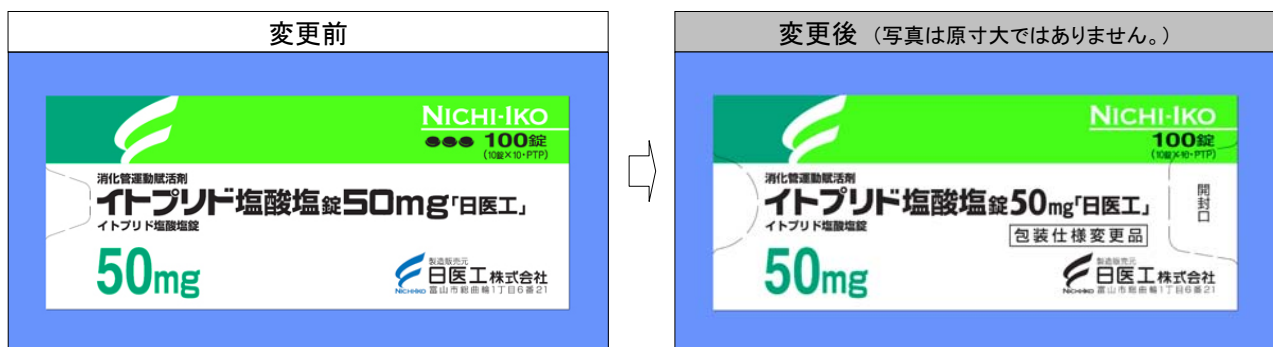 変更前
NICHI-IKO
100錠
(10錠×10・PTP)
消化管運動賦活剤
イトプリド塩酸塩錠50mg「日医工」
イトプリド塩酸塩錠
50mg
製造販売元
日医工株式会社
NICHI-IKO 富山市総曲輪1丁目6番21
変更後 (写真は原寸大ではありません。)
NICHI-IKO
100錠
(10錠×10・PTP)
消化管運動賦活剤
イトプリド塩酸塩錠50mg「日医工」
イトプリド塩酸塩錠
開封口
包装仕様変更品
50mg
製造販売元
日医工株式会社
NICHI-IKO 富山市総曲輪1丁目6番21